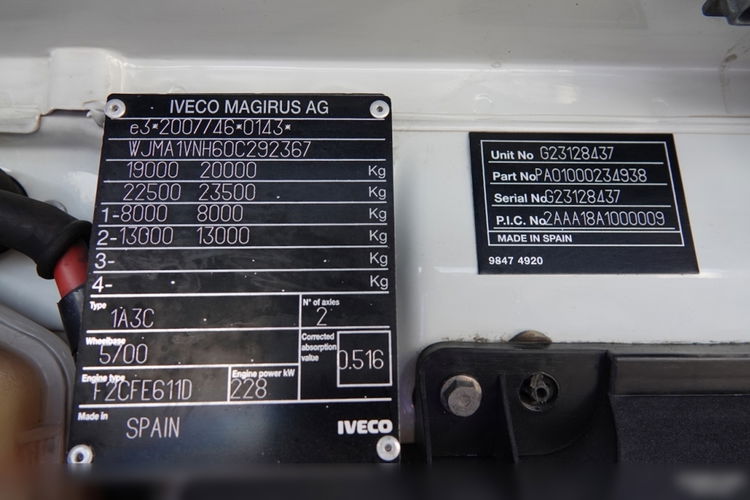 IVECO MAGIRUS AG
e3*2007/46*0143*
WJMA1VNH60C292367
19000 20000 Kg
22500 23500 Kg
1-8000 8000 Kg
2-13000 13000 Kg
3- Kg
4- Kg
Type 1A3C
N° of axles 2
Wheelbase 5700
Corrected absorption value 0.516
Engine type F2CFE611D
Engine power kW 228
Made in SPAIN
IVECO
Unit No G23128437
Part No PA01000234938
Serial No G23128437
P.I.C. No 2AAA18A1000009
MADE IN SPAIN
9847 4920